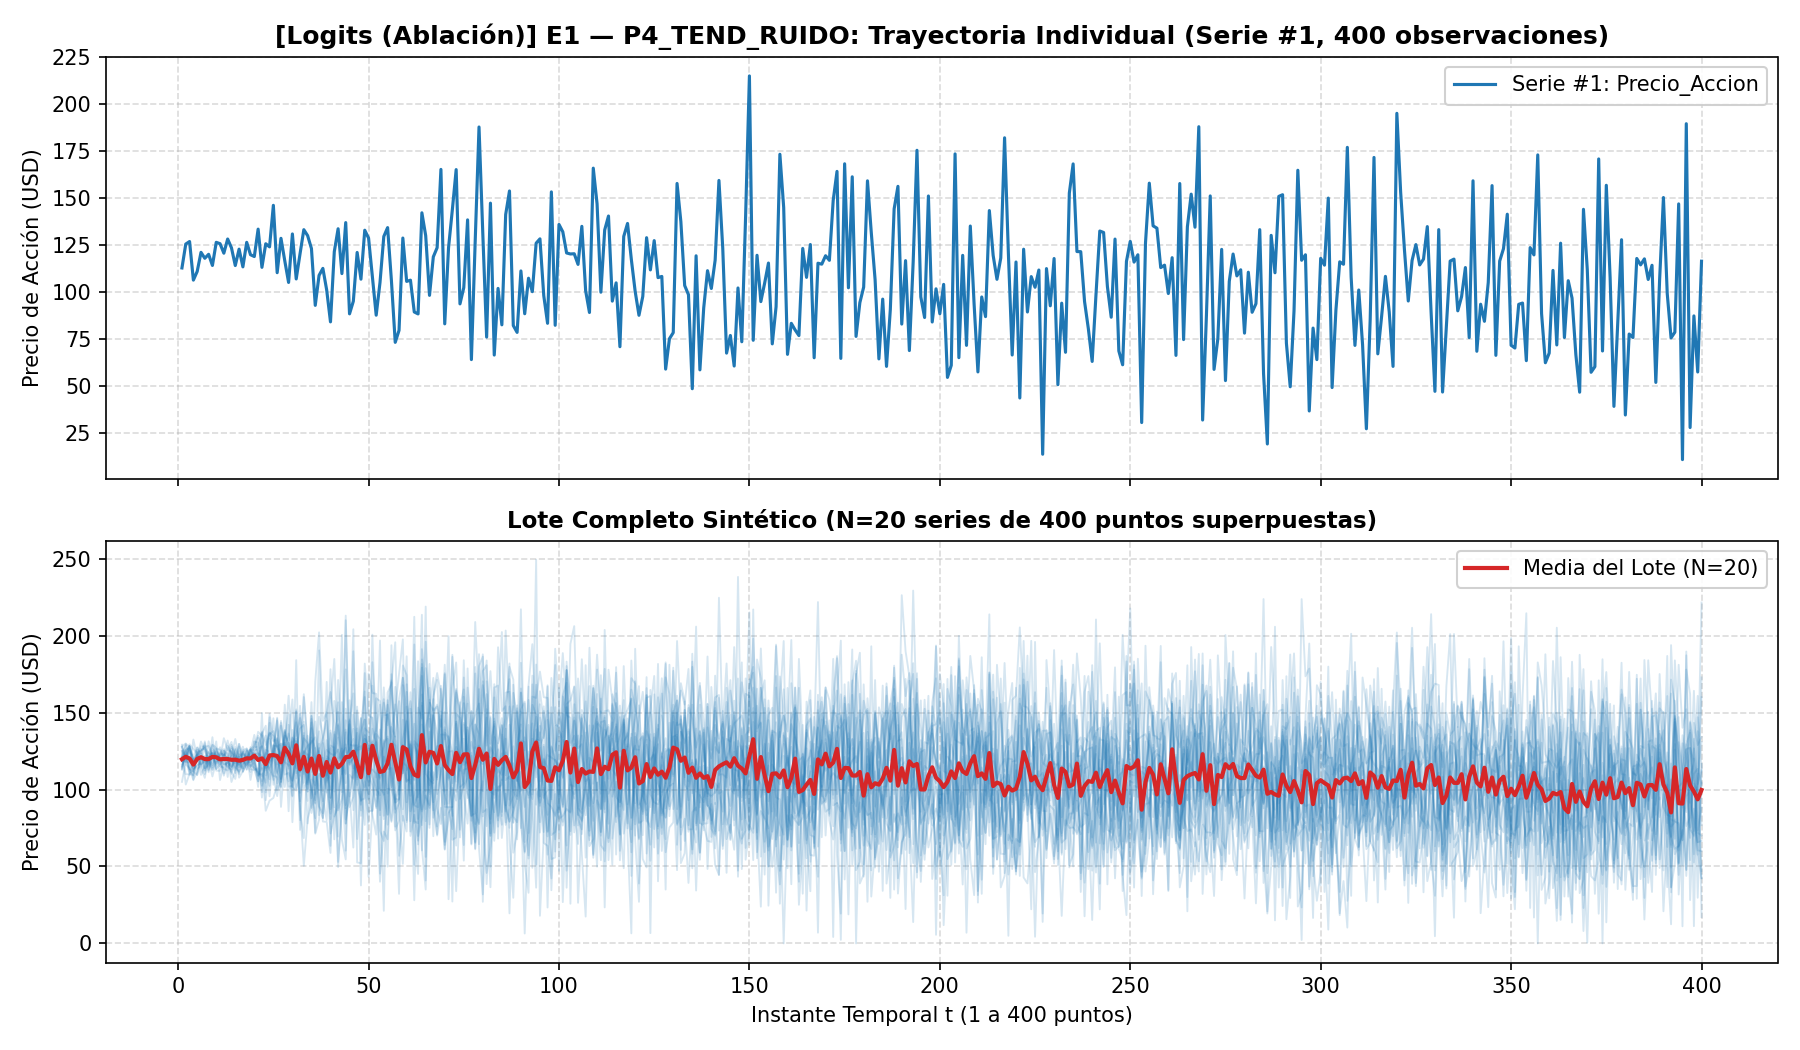 [Logits (Ablación)] E1 — P4_TEND_RUIDO: Trayectoria Individual (Serie #1, 400 observaciones)
Serie #1: Precio_Accion
Precio de Acción (USD)
225
200
175
150
125
100
75
50
25
Lote Completo Sintético (N=20 series de 400 puntos superpuestas)
Media del Lote (N=20)
Precio de Acción (USD)
250
200
150
100
50
0
0 50 100 150 200 250 300 350 400
Instante Temporal t (1 a 400 puntos)